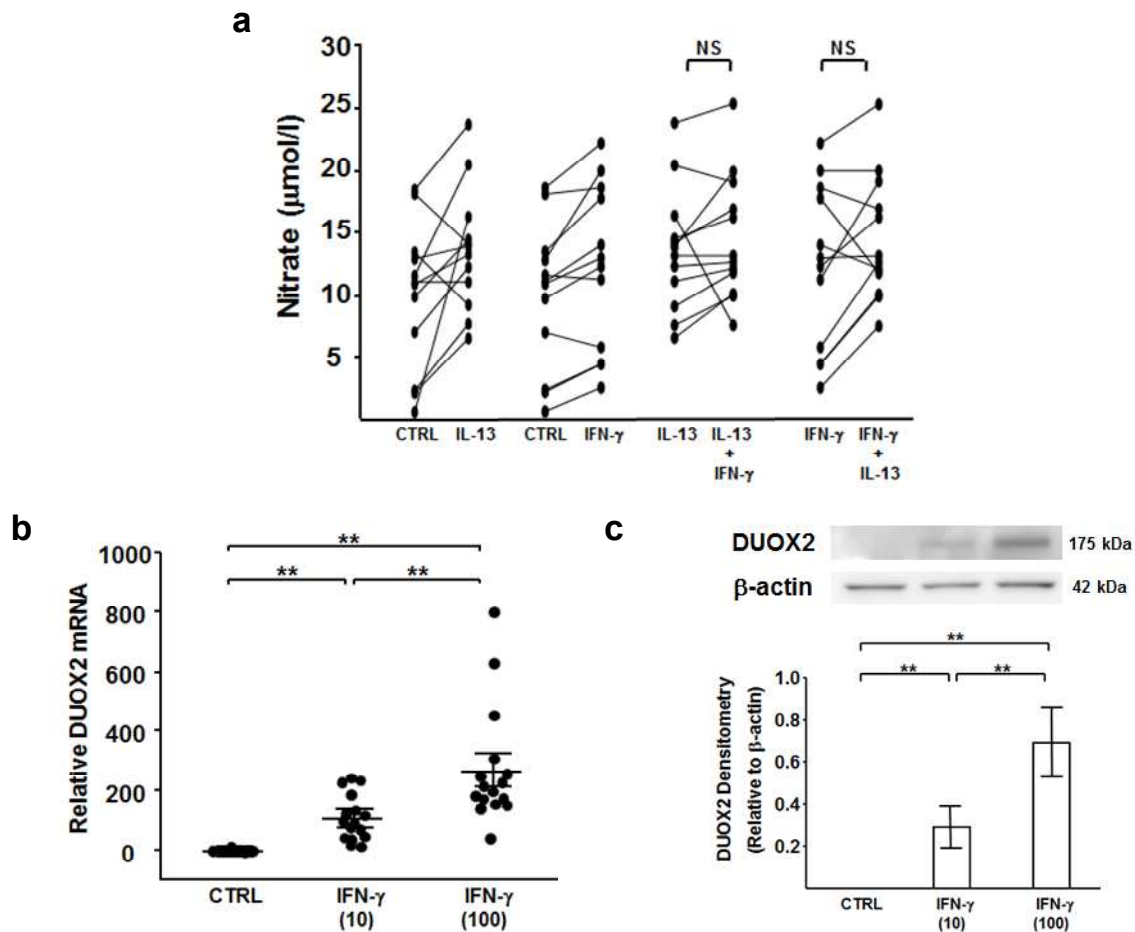 a
Nitrate (μmol/l)
30
25
20
15
10
5
NS
NS
CTRL IL-13 CTRL IFN-γ IL-13 IL-13 IFN-γ IFN-γ
+ +
IFN-γ IL-13
b
Relative DUOX2 mRNA
1000
800
600
400
200
0
**
** **
CTRL IFN-γ IFN-γ
(10) (100)
c
DUOX2 175 kDa
β-actin 42 kDa
DUOX2 Densitometry
(Relative to β-actin)
**
** **
1.0
0.8
0.6
0.4
0.2
CTRL IFN-γ IFN-γ
(10) (100)